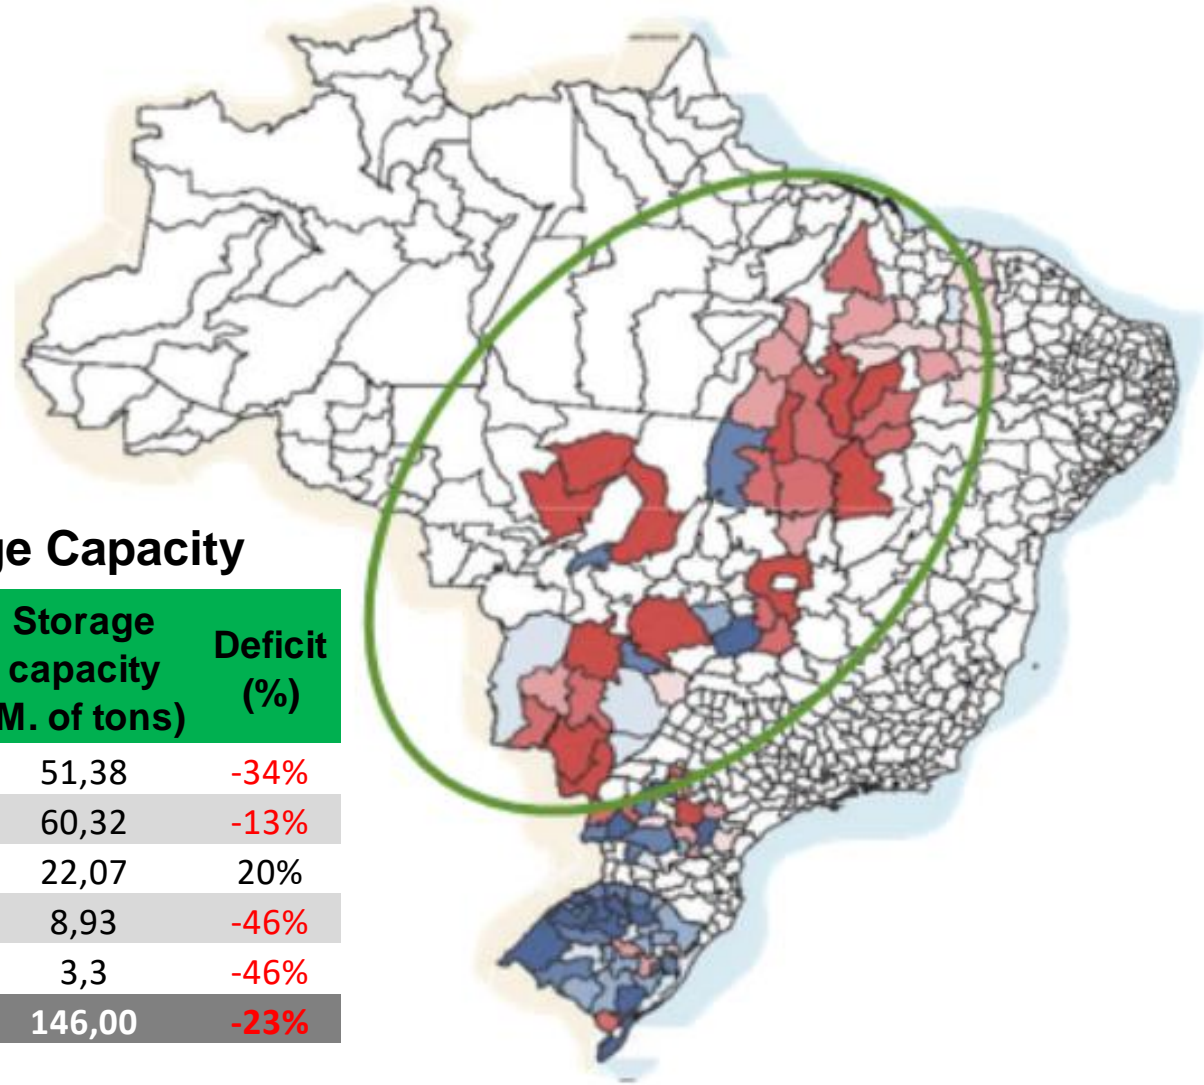 ge Capacity
Storage
capacity
M. of tons)
Deficit
(%)
51,38 -34%
60,32 -13%
22,07 20%
8,93 -46%
3,3 -46%
146,00 -23%